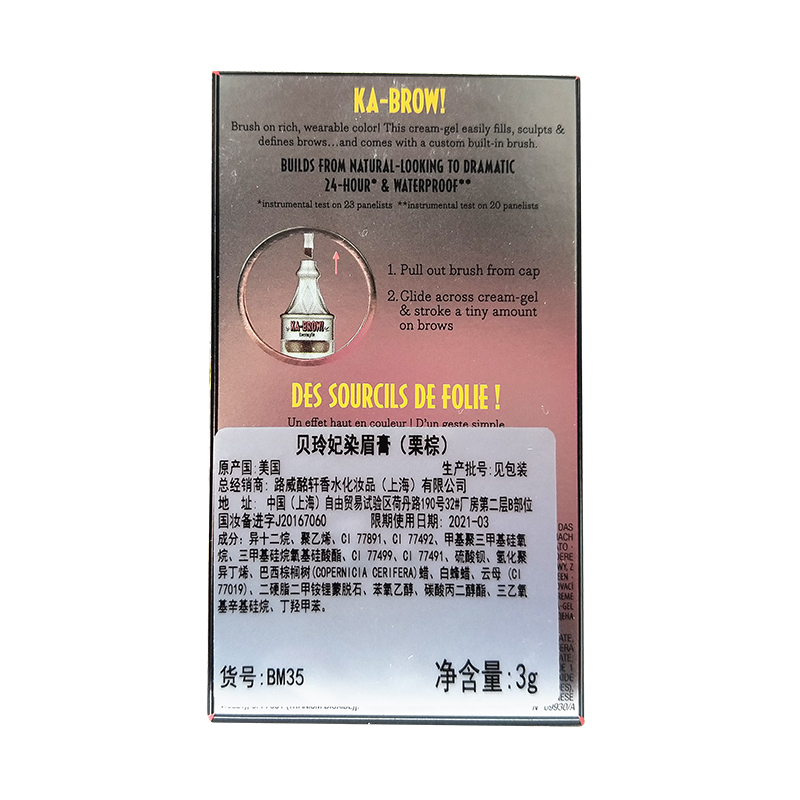 KA-BROW!
Brush on rich, wearable color! This cream-gel easily fills, sculpts &
defines brows...and comes with a custom built-in brush.
BUILDS FROM NATURAL-LOOKING TO DRAMATIC
24-HOUR* & WATERPROOF**
*instrumental test on 23 panelists **instrumental test on 20 panelists
KA-BROW!
benefit
1. Pull out brush from cap
2. Glide across cream-gel
& stroke a tiny amount
on brows
DES SOURCILS DE FOLIE !
Un effet haut en couleur ! D'un geste simple
贝玲妃染眉膏（栗棕）
原产国:美国 生产批号:见包装
总经销商: 路威酩轩香水化妆品（上海）有限公司
地 址: 中国（上海）自由贸易试验区荷丹路190号32#厂房第二层B部位
国妆备进字J20167060 限期使用日期: 2021-03
成分: 异十二烷、聚乙烯、CI 77891、CI 77492、甲基聚三甲基硅氧
烷、三甲基硅烷氧基硅酸酯、CI 77499、CI 77491、硫酸钡、氢化聚
异丁烯、巴西棕榈树(COPERNICIA CERIFERA)蜡、白蜂蜡、云母（CI
77019）、二硬脂二甲铵锂蒙脱石、苯氧乙醇、碳酸丙二醇酯、三乙氧
基辛基硅烷、丁羟甲苯。
货号:BM35 净含量:3g
N° 09930/A